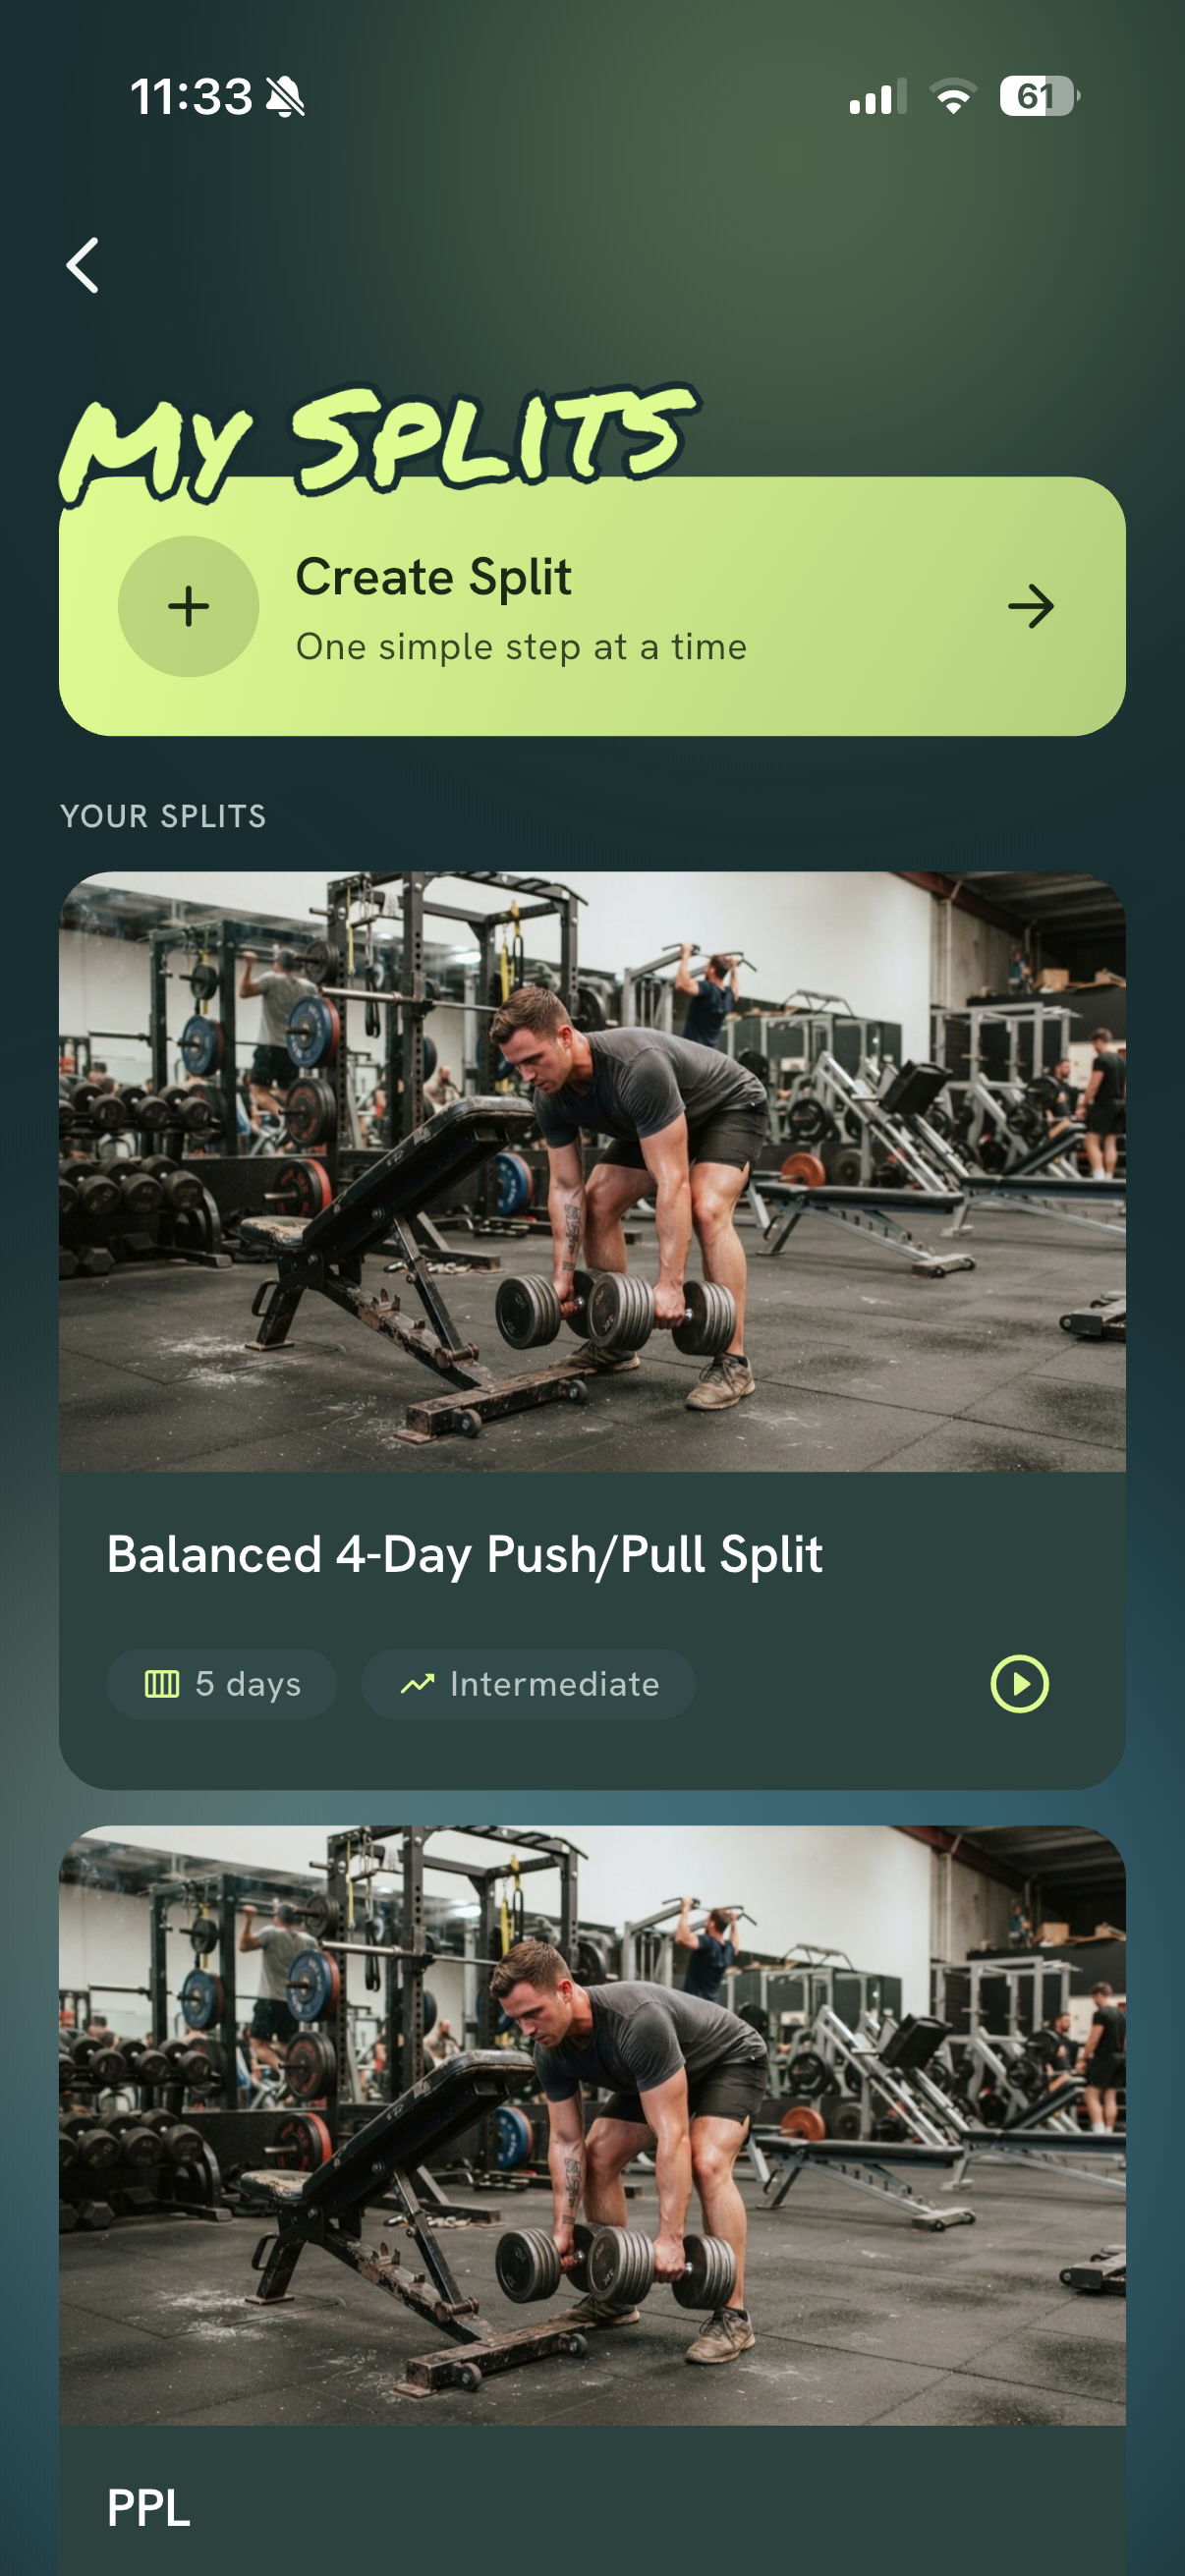 11:33
61
My Splits
Create Split
One simple step at a time
YOUR SPLITS
Balanced 4-Day Push/Pull Split
5 days
Intermediate
PPL